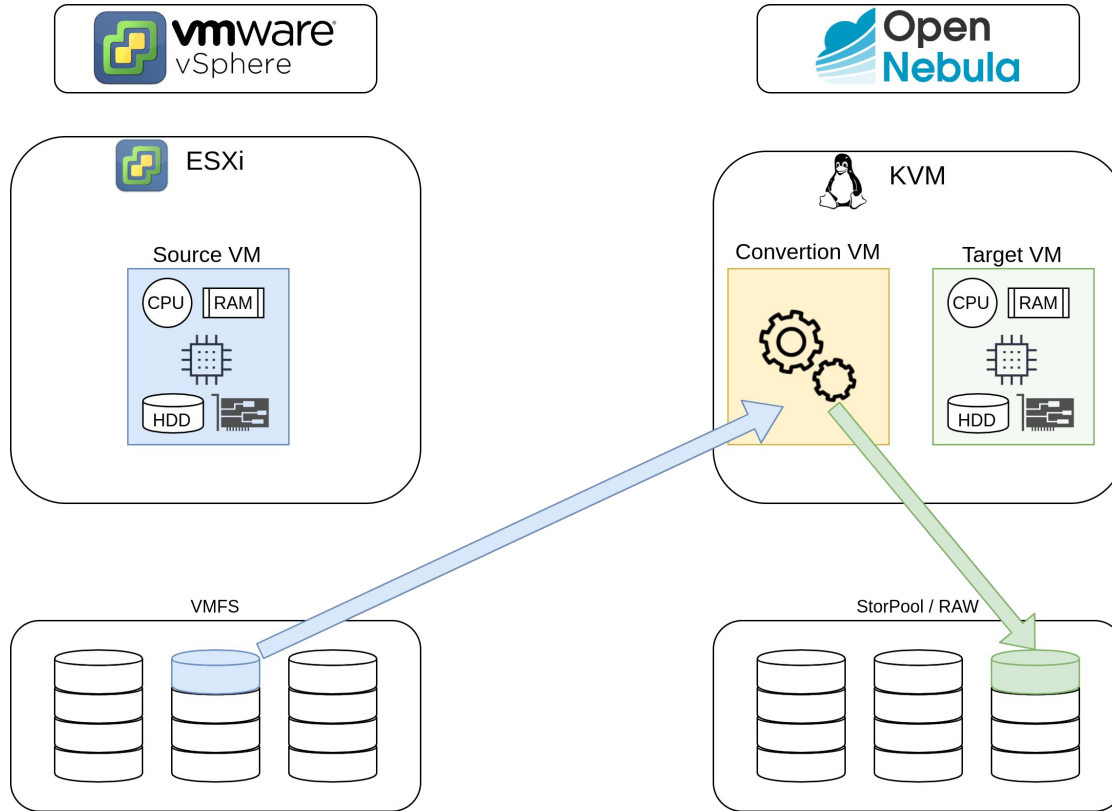 vmware®
vSphere
Open
Nebula
ESXi
KVM
Source VM
CPU
RAM
HDD
Convertion VM
Target VM
CPU
RAM
HDD
VMFS
StorPool / RAW